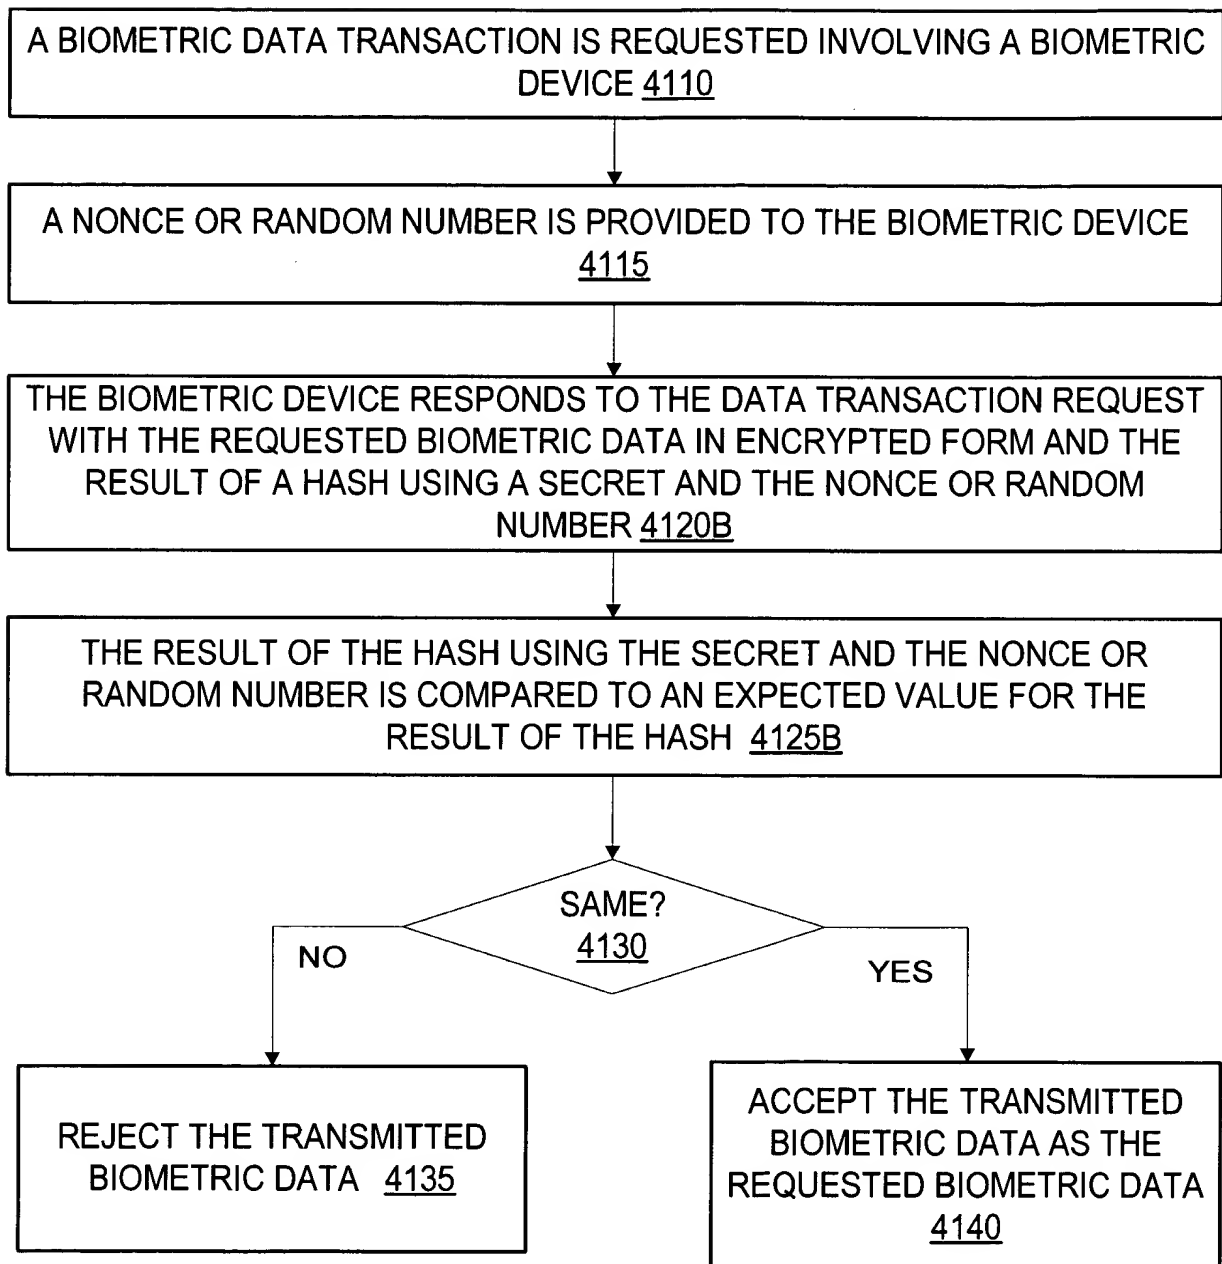 A BIOMETRIC DATA TRANSACTION IS REQUESTED INVOLVING A BIOMETRIC
DEVICE 4110
A NONCE OR RANDOM NUMBER IS PROVIDED TO THE BIOMETRIC DEVICE
4115
THE BIOMETRIC DEVICE RESPONDS TO THE DATA TRANSACTION REQUEST
WITH THE REQUESTED BIOMETRIC DATA IN ENCRYPTED FORM AND THE
RESULT OF A HASH USING A SECRET AND THE NONCE OR RANDOM
NUMBER 4120B
THE RESULT OF THE HASH USING THE SECRET AND THE NONCE OR
RANDOM NUMBER IS COMPARED TO AN EXPECTED VALUE FOR THE
RESULT OF THE HASH 4125B
SAME?
4130
NO
YES
REJECT THE TRANSMITTED
BIOMETRIC DATA 4135
ACCEPT THE TRANSMITTED
BIOMETRIC DATA AS THE
REQUESTED BIOMETRIC DATA
4140